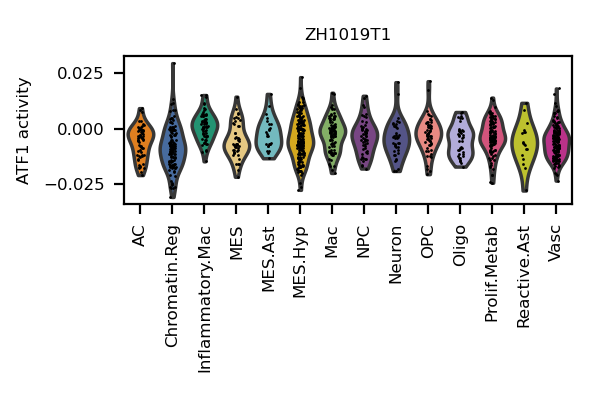 ZH1019T1
ATF1 activity
0.025
0.000
−0.025
AC
Chromatin.Reg
Inflammatory.Mac
MES
MES.Ast
MES.Hyp
Mac
NPC
Neuron
OPC
Oligo
Prolif.Metab
Reactive.Ast
Vasc